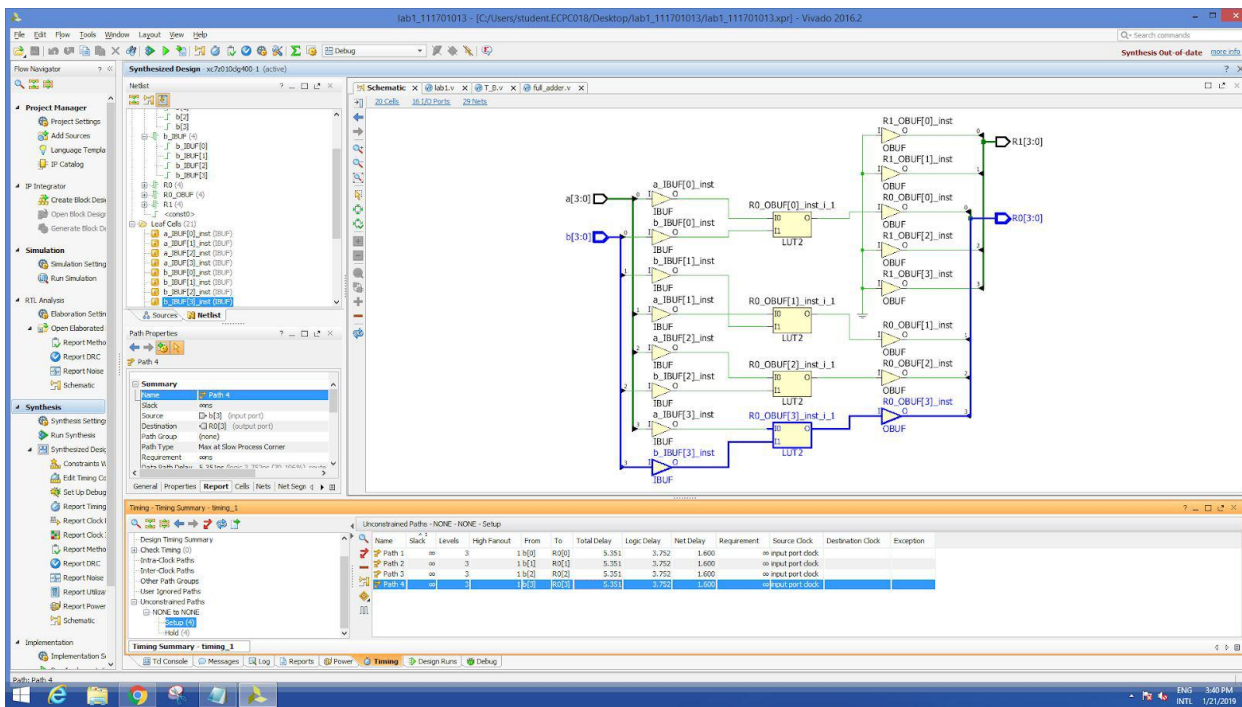 lab1_111701013 - [C:/Users/student.ECPC018/Desktop/lab1_111701013/lab1_111701013.xpr] - Vivado 2016.2
File Edit Flow Tools Window Layout View Help
Search commands
Debug
Synthesis Out-of-date more info
Flow Navigator
Project Manager
Project Settings
Add Sources
Language Templa
IP Catalog
IP Integrator
Create Block Desi
Open Block Design
Generate Block De
Simulation
Simulation Setting
Run Simulation
RTL Analysis
Elaboration Settin
Open Elaborated
Report Metho
Report DRC
Report Noise
Schematic
Synthesis
Synthesis Setting
Run Synthesis
Synthesized Desig
Constraints W
Edit Timing Co
Set Up Debug
Report Timing
Report Clock
Report Clock
Report Metho
Report DRC
Report Noise
Report Utiliza
Report Power
Schematic
Implementation
Implementation Se
Synthesized Design - xc7z010clg400-1 (active)
Netlist
b[2]
b[3]
b_IBUF (4)
b_IBUF[0]
b_IBUF[1]
b_IBUF[2]
b_IBUF[3]
R0 (4)
R0_OBUF (4)
R1 (4)
<const0>
Leaf Cells (21)
a_IBUF[0]_inst (IBUF)
a_IBUF[1]_inst (IBUF)
a_IBUF[2]_inst (IBUF)
a_IBUF[3]_inst (IBUF)
b_IBUF[0]_inst (IBUF)
b_IBUF[1]_inst (IBUF)
b_IBUF[2]_inst (IBUF)
b_IBUF[3]_inst (IBUF)
Sources Netlist
Path Properties
Path 4
Summary
Name Path 4
Slack ∞ns
Source b[3] (input port)
Destination R0[3] (output port)
Path Group (none)
Path Type Max at Slow Process Corner
Requirement ∞ns
General Properties Report Cells Nets Net Segn
Schematic lab1.v T_B.v full_adder.v
20 Cells 16 I/O Ports 29 Nets
R1_OBUF[0]_inst
I O
OBUF
R1[3:0]
R1_OBUF[1]_inst
I O
OBUF
a_IBUF[0]_inst
a[3:0]
I O
IBUF
R0_OBUF[0]_inst_i_1
I0 O
I1
LUT2
R0_OBUF[0]_inst
I O
OBUF
R0[3:0]
b_IBUF[0]_inst
b[3:0]
I O
IBUF
R1_OBUF[2]_inst
I O
OBUF
b_IBUF[1]_inst
I O
IBUF
R1_OBUF[3]_inst
I O
OBUF
a_IBUF[1]_inst
I O
IBUF
R0_OBUF[1]_inst_i_1
I0 O
I1
LUT2
R0_OBUF[1]_inst
I O
OBUF
a_IBUF[2]_inst
I O
IBUF
R0_OBUF[2]_inst_i_1
I0 O
I1
LUT2
R0_OBUF[2]_inst
I O
OBUF
b_IBUF[2]_inst
I O
IBUF
a_IBUF[3]_inst
I O
IBUF
R0_OBUF[3]_inst_i_1
I0 O
I1
LUT2
R0_OBUF[3]_inst
I O
OBUF
b_IBUF[3]_inst
I O
IBUF
Timing - Timing Summary - timing_1
Design Timing Summary
Check Timing (0)
Intra-Clock Paths
Inter-Clock Paths
Other Path Groups
User Ignored Paths
Unconstrained Paths
NONE to NONE
Setup (4)
Hold (4)
Timing Summary - timing_1
Unconstrained Paths - NONE - NONE - Setup
Name Slack Levels High Fanout From To Total Delay Logic Delay Net Delay Requirement Source Clock Destination Clock Exception
Path 1 ∞ 3 1 b[0] R0[0] 5.351 3.752 1.600 ∞ input port clock
Path 2 ∞ 3 1 b[1] R0[1] 5.351 3.752 1.600 ∞ input port clock
Path 3 ∞ 3 1 b[2] R0[2] 5.351 3.752 1.600 ∞ input port clock
Path 4 ∞ 3 1 b[3] R0[3] 5.351 3.752 1.600 ∞ input port clock
Tcl Console Messages Log Reports Power Timing Design Runs Debug
Path: Path 4
ENG 3:40 PM
INTL 1/21/2019